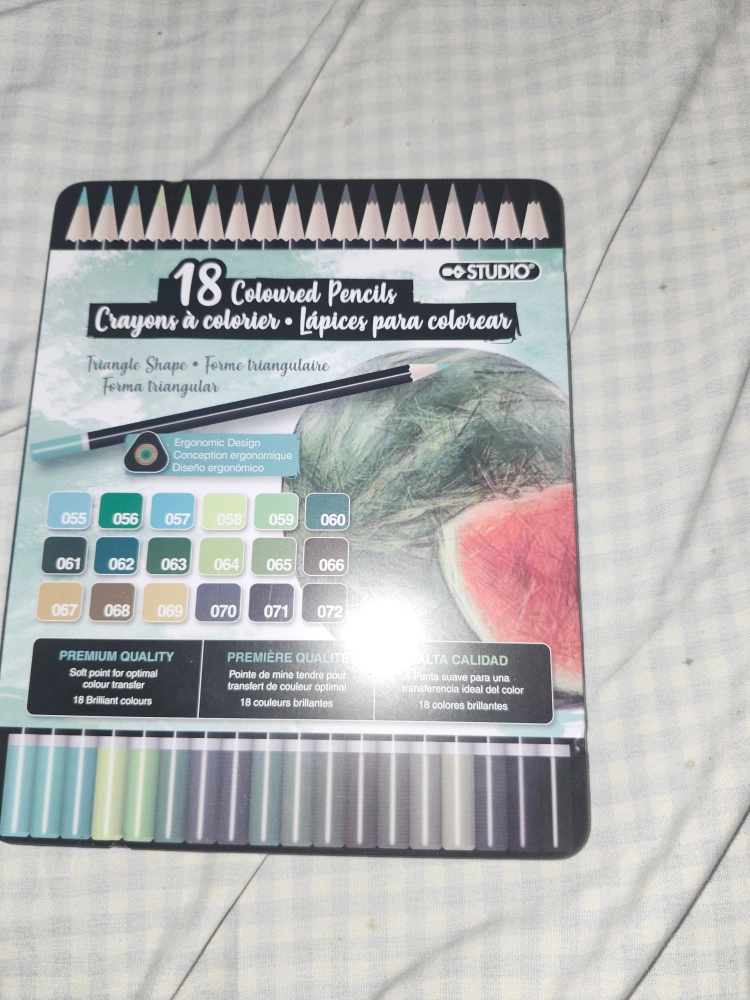 STUDIO
18 Coloured Pencils
Crayons à colorier • Lápices para colorear
Triangle Shape • Forme triangulaire
Forma triangular
Ergonomic Design
Conception ergonomique
Diseño ergonómico
055 056 057 058 059 060
061 062 063 064 065 066
067 068 069 070 071 072
PREMIUM QUALITY
Soft point for optimal
colour transfer
18 Brilliant colours
PREMIÈRE QUALITÉ
Pointe de mine tendre pour
transfert de couleur optimal
18 couleurs brillantes
ALTA CALIDAD
Punta suave para una
transferencia ideal del color
18 colores brillantes